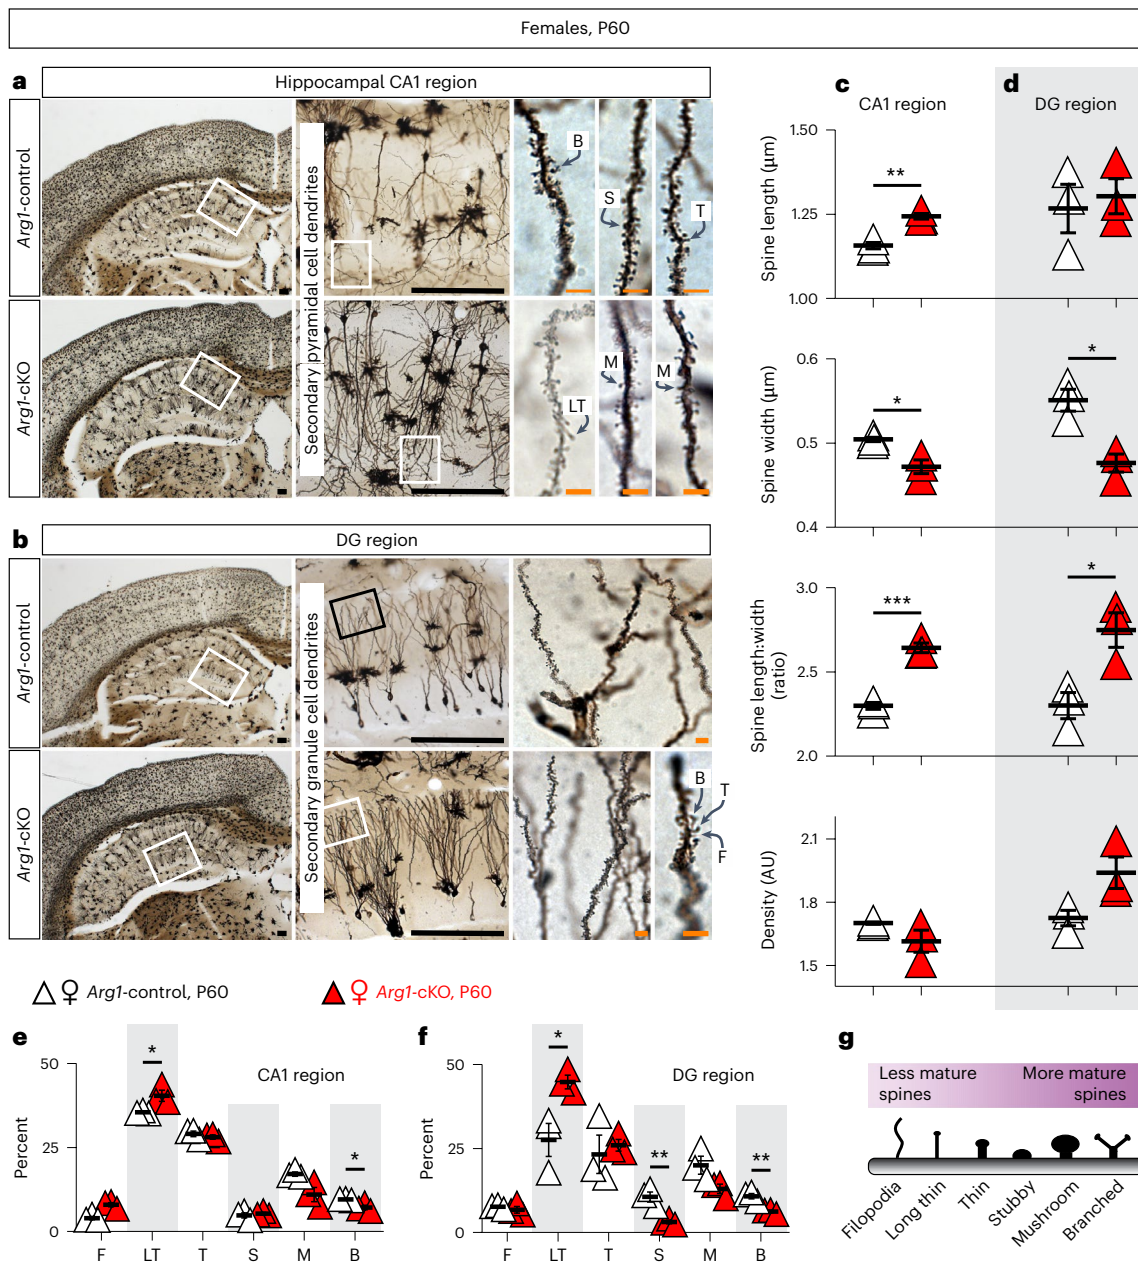 Females, P60
a
Hippocampal CA1 region
Arg1-control
Arg1-cKO
Secondary pyramidal cell dendrites
B
S
T
LT
M
M
b
DG region
Arg1-control
Arg1-cKO
Secondary granule cell dendrites
B
T
F
c
CA1 region
d
DG region
Spine length (µm)
1.50
1.25
1.00
**
Spine width (µm)
0.6
0.5
0.4
*
*
Spine length:width
(ratio)
3.0
2.5
2.0
***
*
Density (AU)
2.1
1.8
1.5
♀ Arg1-control, P60
♀ Arg1-cKO, P60
e
CA1 region
Percent
50
25
0
*
*
F LT T S M B
f
DG region
Percent
50
25
0
*
**
**
F LT T S M B
g
Less mature
spines
More mature
spines
Filopodia
Long thin
Thin
Stubby
Mushroom
Branched